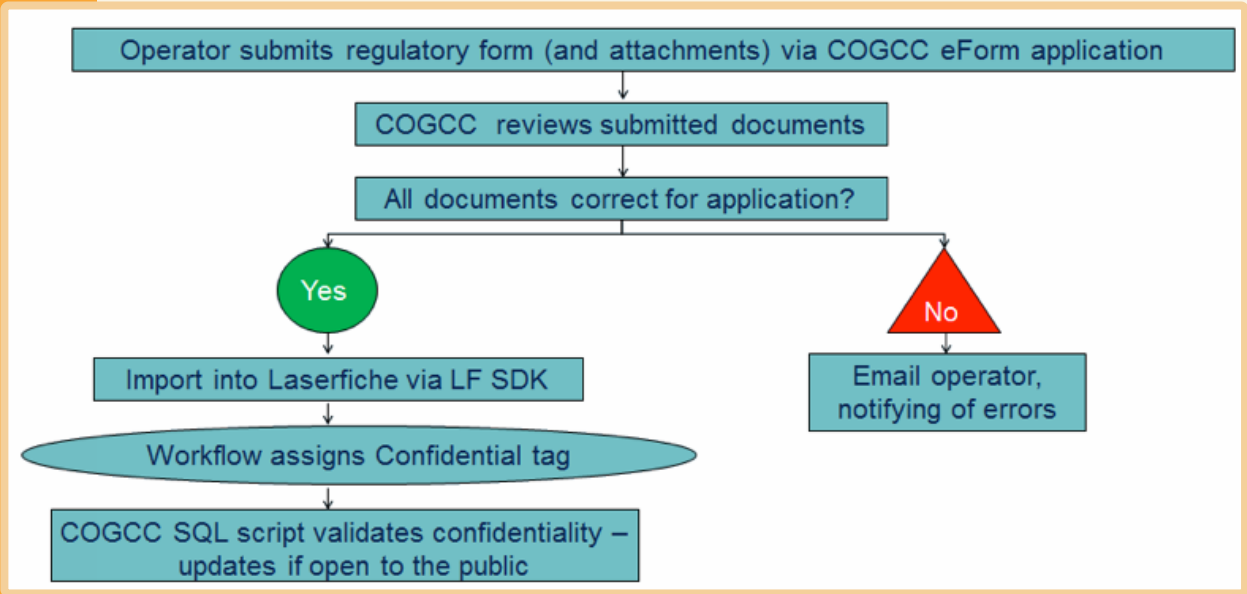 Operator submits regulatory form (and attachments) via COGCC eForm application
COGCC reviews submitted documents
All documents correct for application?
Yes
No
Import into Laserfiche via LF SDK
Email operator,
notifying of errors
Workflow assigns Confidential tag
COGCC SQL script validates confidentiality –
updates if open to the public